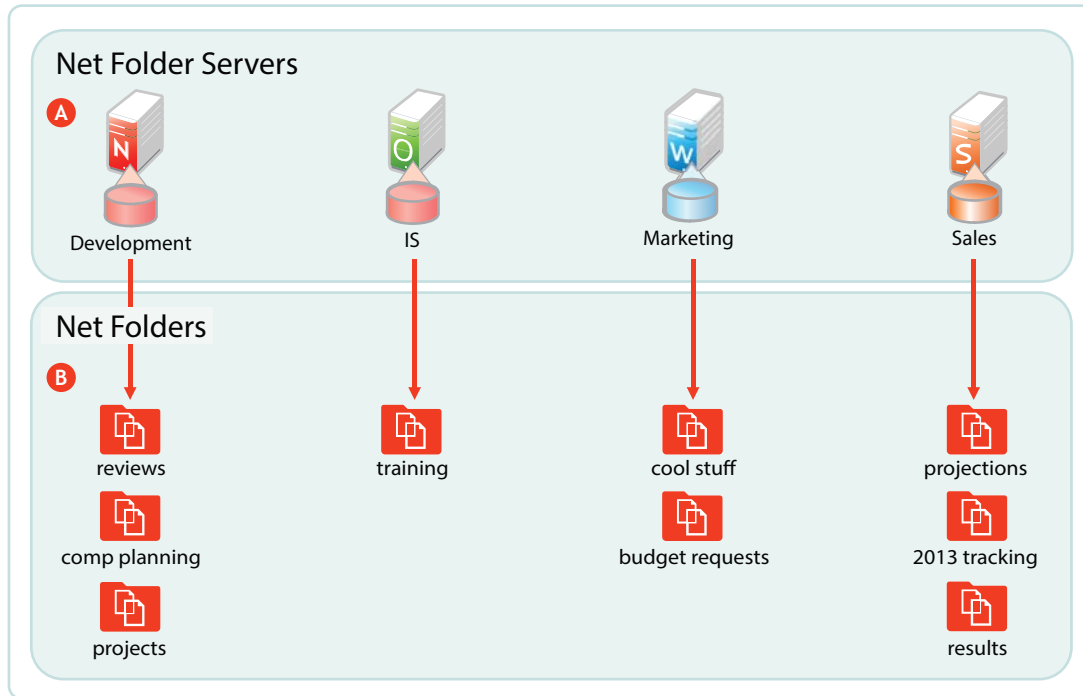 Net Folder Servers
A
N
O
W
S
Development
IS
Marketing
Sales
Net Folders
B
reviews
training
cool stuff
projections
comp planning
budget requests
2013 tracking
projects
results